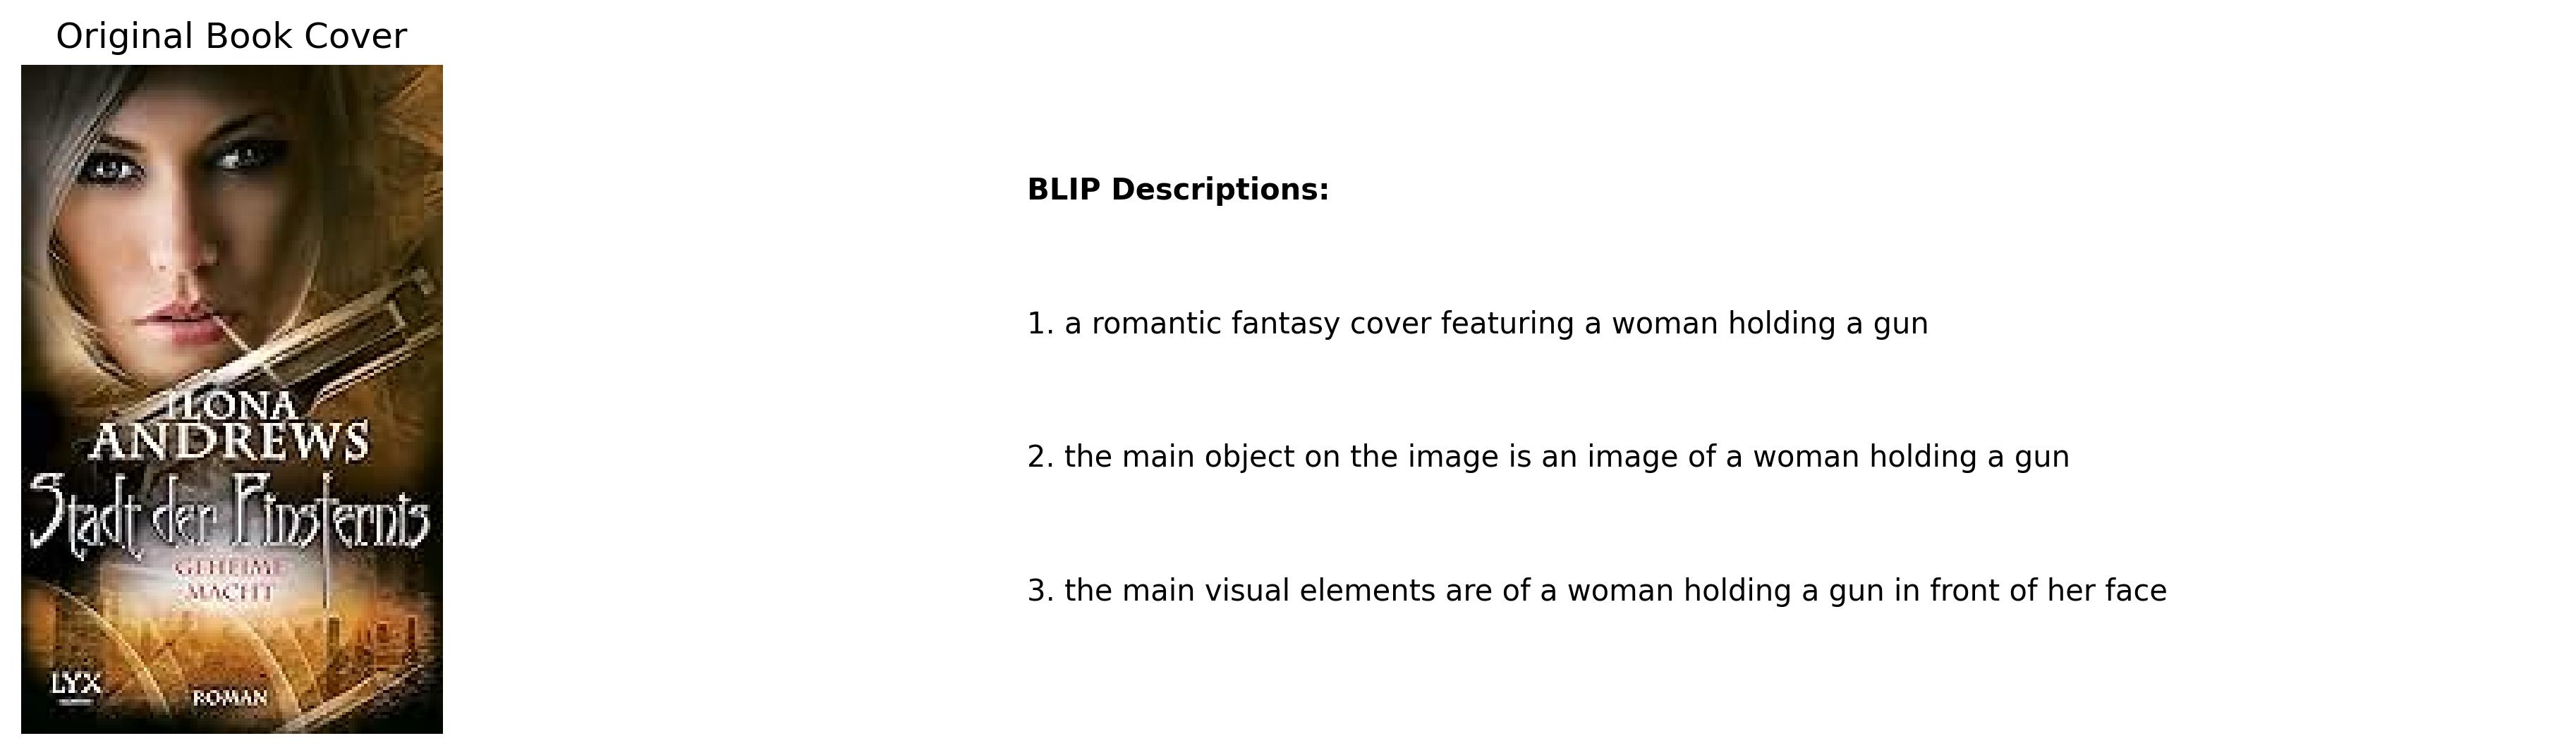 Original Book Cover
ILONA
ANDREWS
Stadt der Finsternis
GEHEIME
MACHT
LYX
ROMAN
BLIP Descriptions:
1. a romantic fantasy cover featuring a woman holding a gun
2. the main object on the image is an image of a woman holding a gun
3. the main visual elements are of a woman holding a gun in front of her face